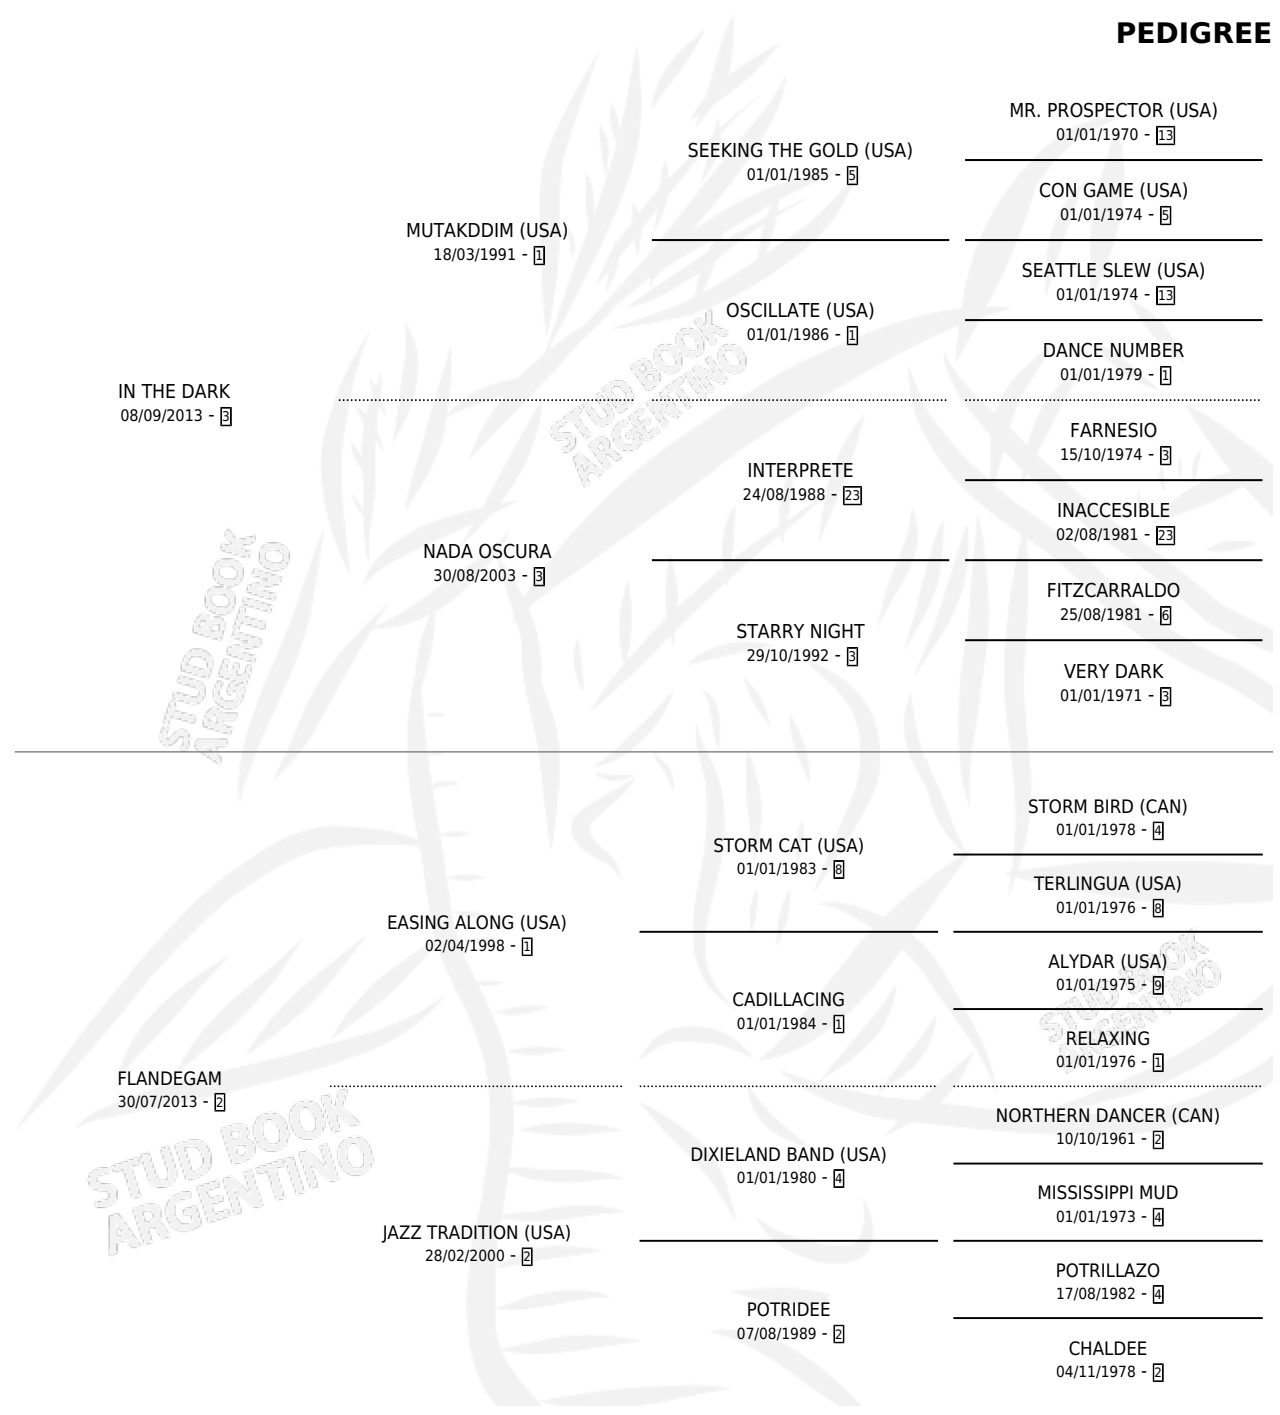 PEDIGREE
MR. PROSPECTOR (USA)
01/01/1970 - 13
SEEKING THE GOLD (USA)
01/01/1985 - 5
CON GAME (USA)
01/01/1974 - 5
MUTAKDDIM (USA)
18/03/1991 - 1
SEATTLE SLEW (USA)
01/01/1974 - 13
OSCILLATE (USA)
01/01/1986 - 1
DANCE NUMBER
01/01/1979 - 1
IN THE DARK
08/09/2013 - 3
FARNESIO
15/10/1974 - 3
INTERPRETE
24/08/1988 - 23
INACCESIBLE
02/08/1981 - 23
NADA OSCURA
30/08/2003 - 3
FITZCARRALDO
25/08/1981 - 6
STARRY NIGHT
29/10/1992 - 3
VERY DARK
01/01/1971 - 3
STORM BIRD (CAN)
01/01/1978 - 4
STORM CAT (USA)
01/01/1983 - 8
TERLINGUA (USA)
01/01/1976 - 8
EASING ALONG (USA)
02/04/1998 - 1
ALYDAR (USA)
01/01/1975 - 9
CADILLACING
01/01/1984 - 1
RELAXING
01/01/1976 - 1
FLANDEGAM
30/07/2013 - 2
NORTHERN DANCER (CAN)
10/10/1961 - 2
DIXIELAND BAND (USA)
01/01/1980 - 4
MISSISSIPPI MUD
01/01/1973 - 4
JAZZ TRADITION (USA)
28/02/2000 - 2
POTRILLAZO
17/08/1982 - 4
POTRIDEE
07/08/1989 - 2
CHALDEE
04/11/1978 - 2
STUD BOOK
ARGENTINO
STUD BOOK
ARGENTINO
STUD BOOK
ARGENTINO
STUD BOOK
ARGENTINO